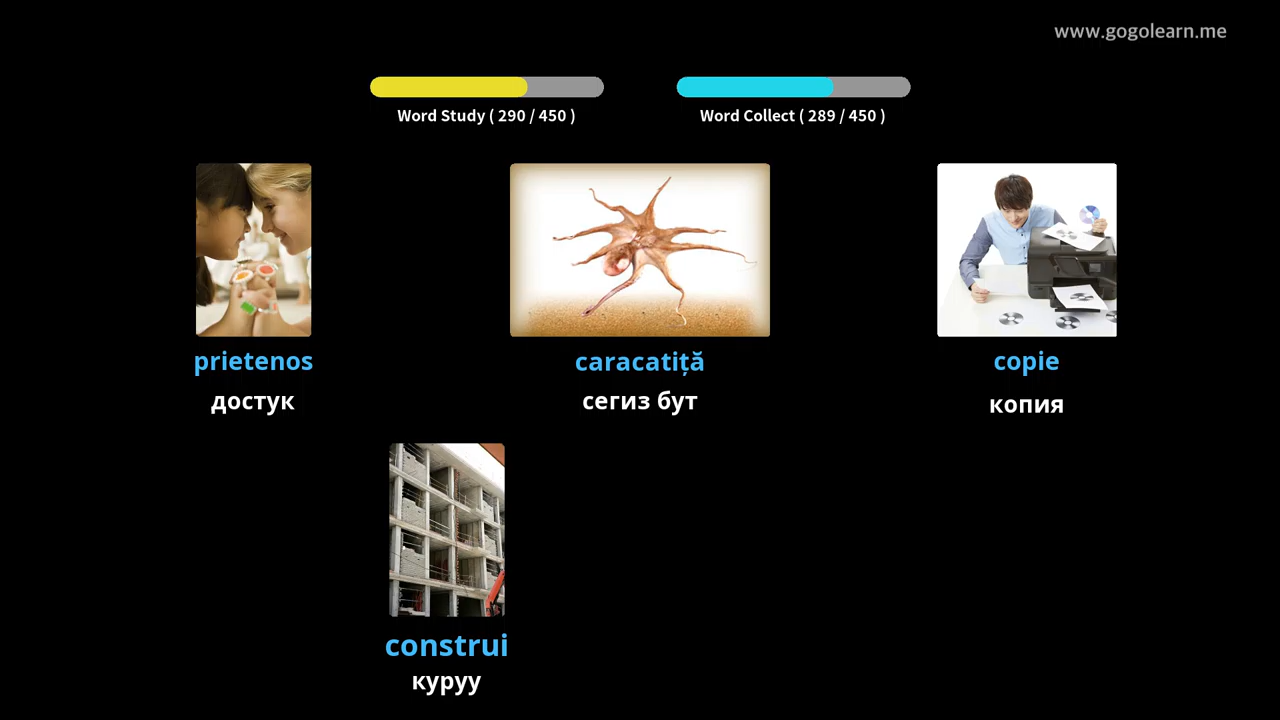 www.gogolearn.me
Word Study ( 290 / 450 )
Word Collect ( 289 / 450 )
prietenos
caracatiță
copie
достук
сегиз бут
копия
construi
куруу